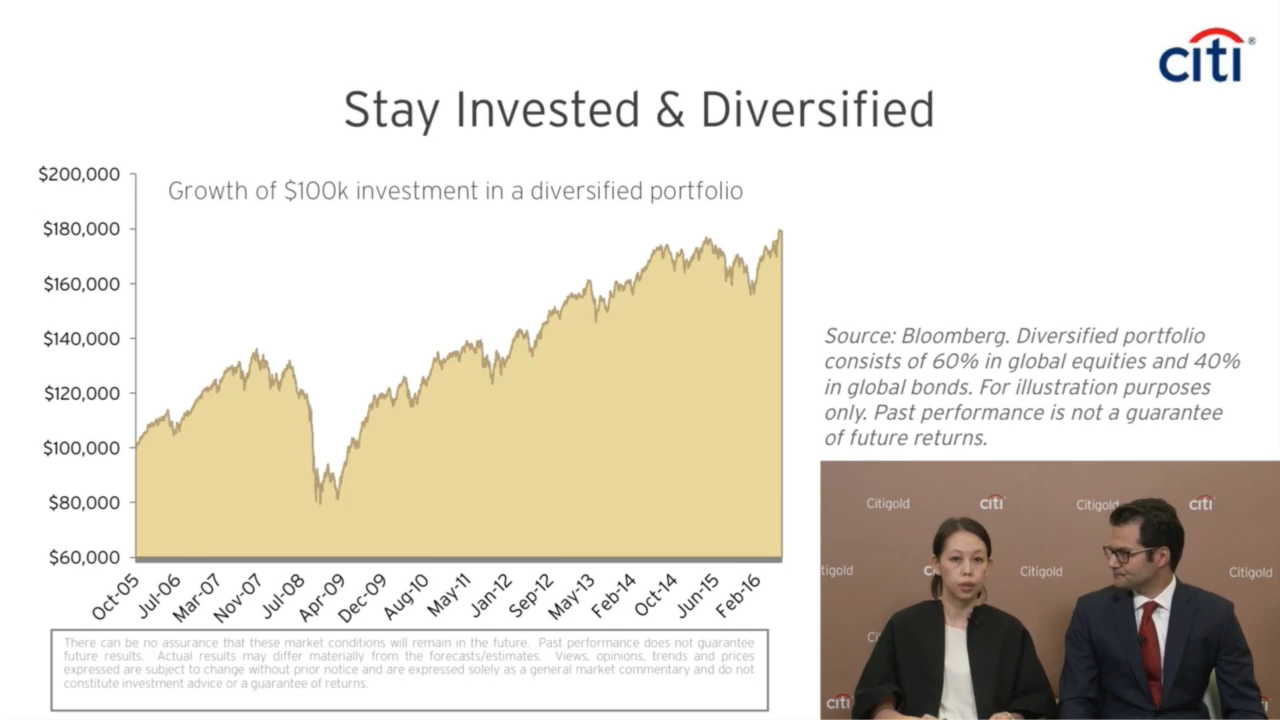 citi®
Stay Invested & Diversified
Growth of $100k investment in a diversified portfolio
$200,000
$180,000
$160,000
$140,000
$120,000
$100,000
$80,000
$60,000
Oct-05
Jul-06
Mar-07
Nov-07
Jul-08
Apr-09
Dec-09
Aug-10
May-11
Jan-12
Sep-12
May-13
Feb-14
Oct-14
Jun-15
Feb-16
Source: Bloomberg. Diversified portfolio
consists of 60% in global equities and 40%
in global bonds. For illustration purposes
only. Past performance is not a guarantee
of future returns.
There can be no assurance that these market conditions will remain in the future. Past performance does not guarantee
future results. Actual results may differ materially from the forecasts/estimates. Views, opinions, trends and prices
expressed are subject to change without prior notice and are expressed solely as a general market commentary and do not
constitute investment advice or a guarantee of returns.
Citigold citi Citigold citi
tigold Citigold Citigold
citi